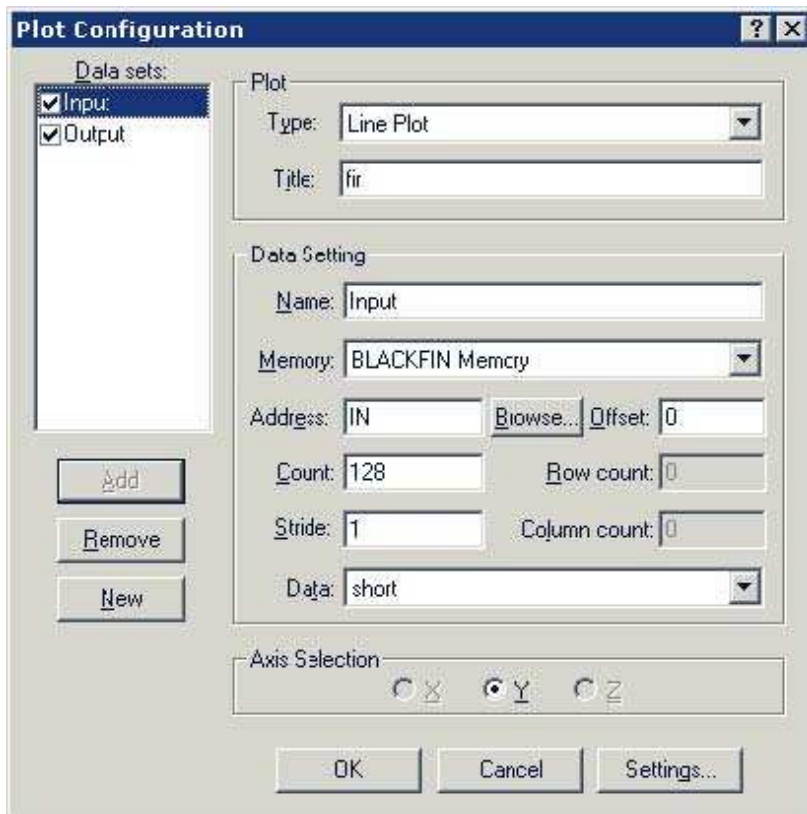 Plot Configuration
Data sets:
Input
Output
Add
Remove
New
Plot
Type: Line Plot
Title: fir
Data Setting
Name: Input
Memory: BLACKFIN Memory
Address: IN Browse... Offset: 0
Count: 128 Row count: 0
Stride: 1 Column count: 0
Data: short
Axis Selection
X Y Z
OK Cancel Settings...